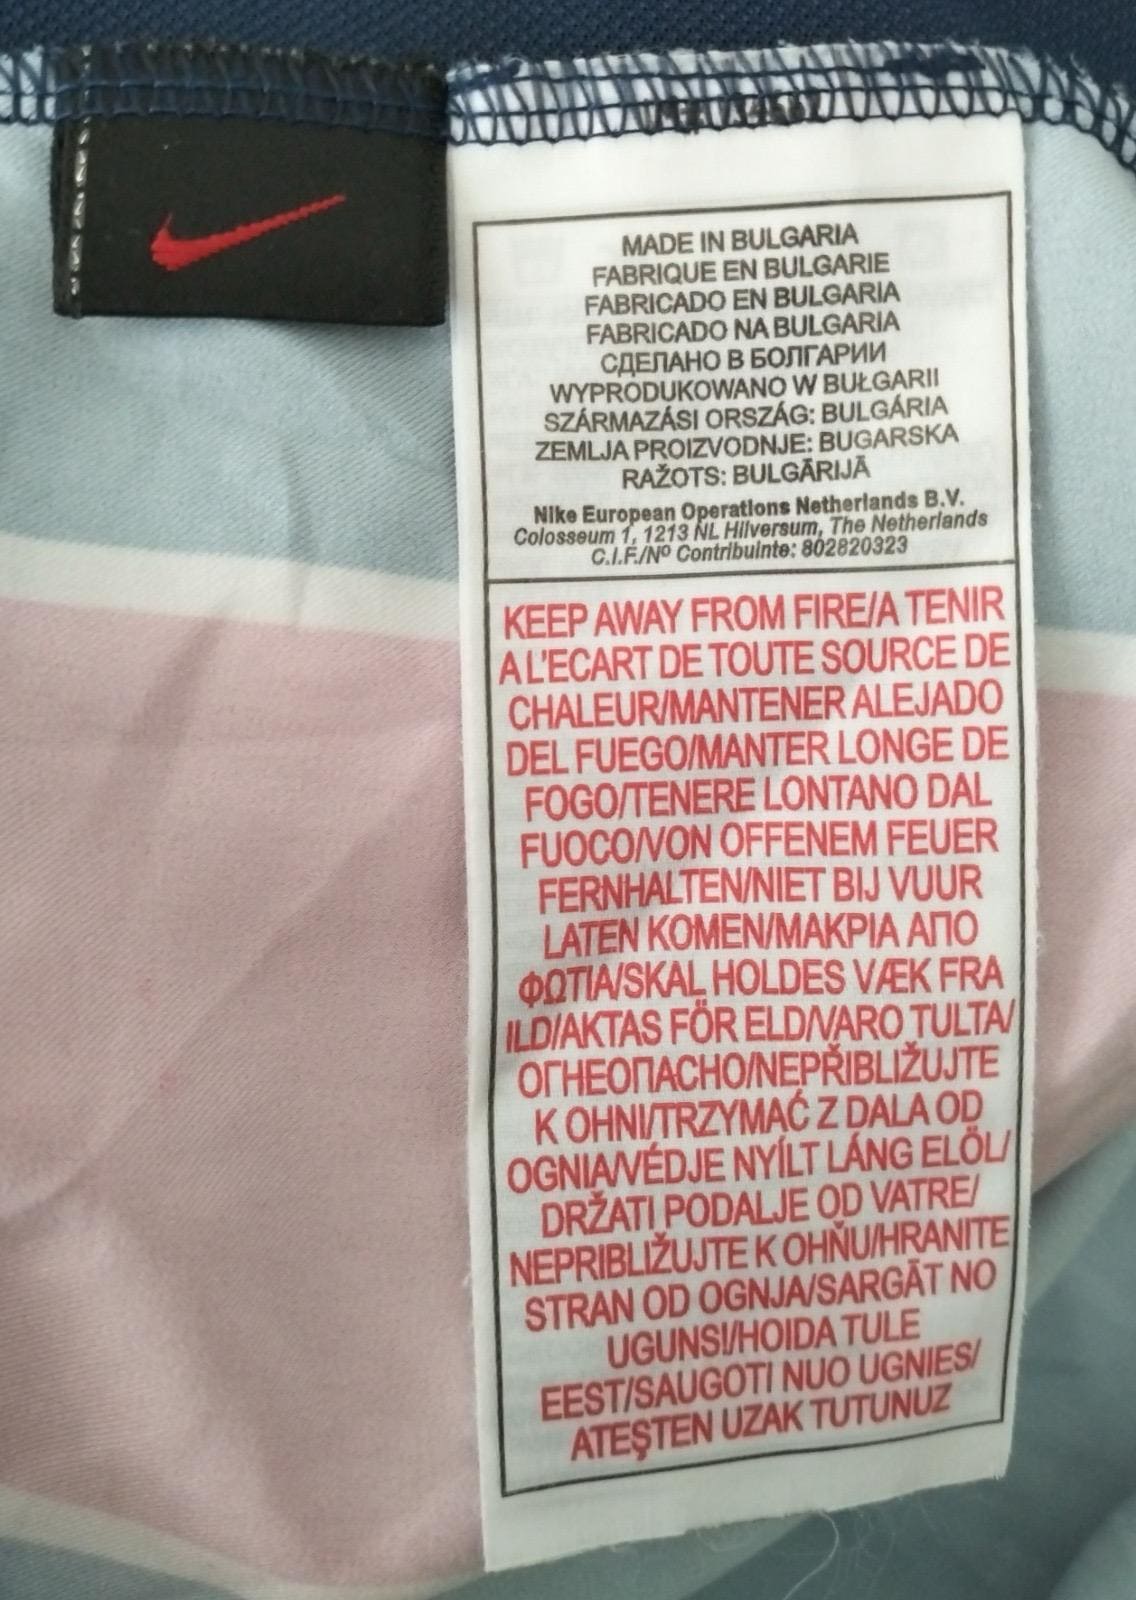 MADE IN BULGARIA
FABRIQUE EN BULGARIE
FABRICADO EN BULGARIA
FABRICADO NA BULGARIA
СДЕЛАНО В БОЛГАРИИ
WYPRODUKOWANO W BUŁGARII
SZÁRMAZÁSI ORSZÁG: BULGÁRIA
ZEMLJA PROIZVODNJE: BUGARSKA
RAŽOTS: BULGĀRIJĀ
Nike European Operations Netherlands B.V.
Colosseum 1, 1213 NL Hilversum, The Netherlands
C.I.F./Nº Contribuinte: 802820323
KEEP AWAY FROM FIRE/A TENIR
A L'ECART DE TOUTE SOURCE DE
CHALEUR/MANTENER ALEJADO
DEL FUEGO/MANTER LONGE DE
FOGO/TENERE LONTANO DAL
FUOCO/VON OFFENEM FEUER
FERNHALTEN/NIET BIJ VUUR
LATEN KOMEN/ΜΑΚΡΙΑ ΑΠΟ
ΦΩΤΙΑ/SKAL HOLDES VÆK FRA
ILD/AKTAS FÖR ELD/VARO TULTA/
ОГНЕОПАСНО/NEPŘIBLIŽUJTE
K OHNI/TRZYMAĆ Z DALA OD
OGNIA/VÉDJE NYÍLT LÁNG ELÖL/
DRŽATI PODALJE OD VATRE/
NEPRIBLIŽUJTE K OHŇU/HRANITE
STRAN OD OGNJA/SARGĀT NO
UGUNSI/HOIDA TULE
EEST/SAUGOTI NUO UGNIES/
ATEŞTEN UZAK TUTUNUZ